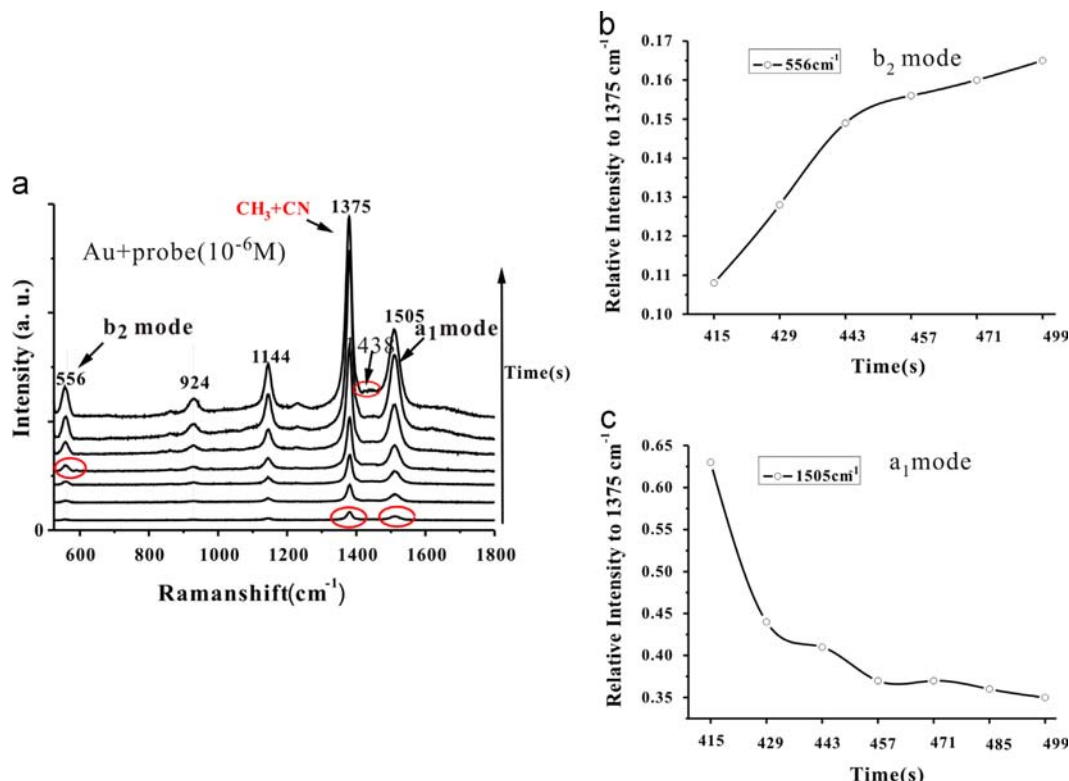 a
Au+probe(10⁻⁶M)
CH₃+CN
1375
1505
1438
a₁mode
b₂ mode
556
924
1144
Time(s)
Intensity (a. u.)
0
600 800 1000 1200 1400 1600 1800
Ramanshift(cm⁻¹)
b
0.17
0.16
0.15
0.14
0.13
0.12
0.11
0.10
Relative Intensity to 1375 cm⁻¹
556cm⁻¹
b₂ mode
415 429 443 457 471 499
Time(s)
c
0.65
0.60
0.55
0.50
0.45
0.40
0.35
Relative Intensity to 1375 cm⁻¹
1505cm⁻¹
a₁mode
415 429 443 457 471 485 499
Time(s)